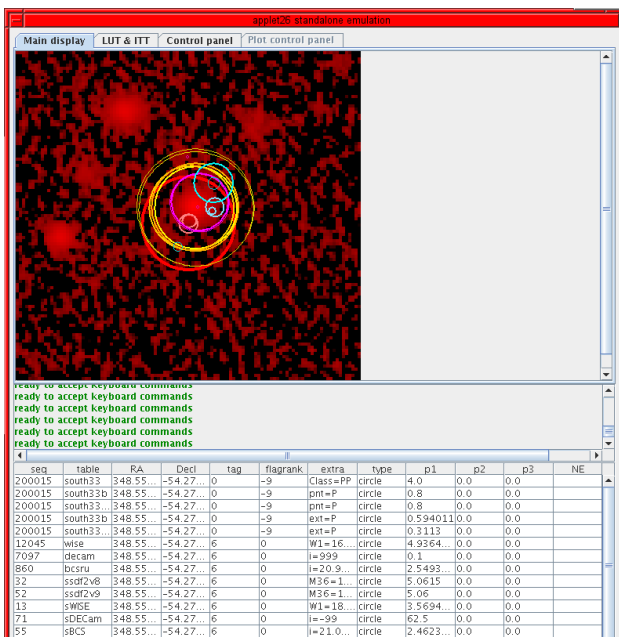 applet26 standalone emulation
Main display LUT & ITT Control panel Plot control panel
ready to accept keyboard commands
ready to accept keyboard commands
ready to accept keyboard commands
ready to accept keyboard commands
ready to accept keyboard commands
ready to accept keyboard commands
seq table RA Decl tag flagrank extra type p1 p2 p3 NE
200015 south33 348.55... -54.27... 0 -9 Class=PP circle 4.0 0.0 0.0
200015 south33b 348.55... -54.27... 0 -9 pnt=P circle 0.8 0.0 0.0
200015 south33... 348.55... -54.27... 0 -9 pnt=P circle 0.8 0.0 0.0
200015 south33b 348.55... -54.27... 0 -9 ext=P circle 0.594011 0.0 0.0
200015 south33... 348.55... -54.27... 0 -9 ext=P circle 0.3113 0.0 0.0
12045 wise 348.55... -54.27... 6 0 W1=16... circle 4.9364... 0.0 0.0
7097 decam 348.55... -54.27... 6 0 i=999 circle 0.1 0.0 0.0
860 bcsru 348.55... -54.27... 6 0 i=20.9... circle 2.5493... 0.0 0.0
32 ssdf2v8 348.55... -54.27... 6 0 M36=1... circle 5.0615 0.0 0.0
52 ssdf2v9 348.55... -54.27... 6 0 M36=1... circle 5.06 0.0 0.0
13 sWISE 348.55... -54.27... 6 0 W1=18.... circle 3.5694... 0.0 0.0
71 sDECam 348.55... -54.27... 6 0 i=-99 circle 62.5 0.0 0.0
55 sBCS 348.55... -54.27... 6 0 i=21.0... circle 2.4623... 0.0 0.0